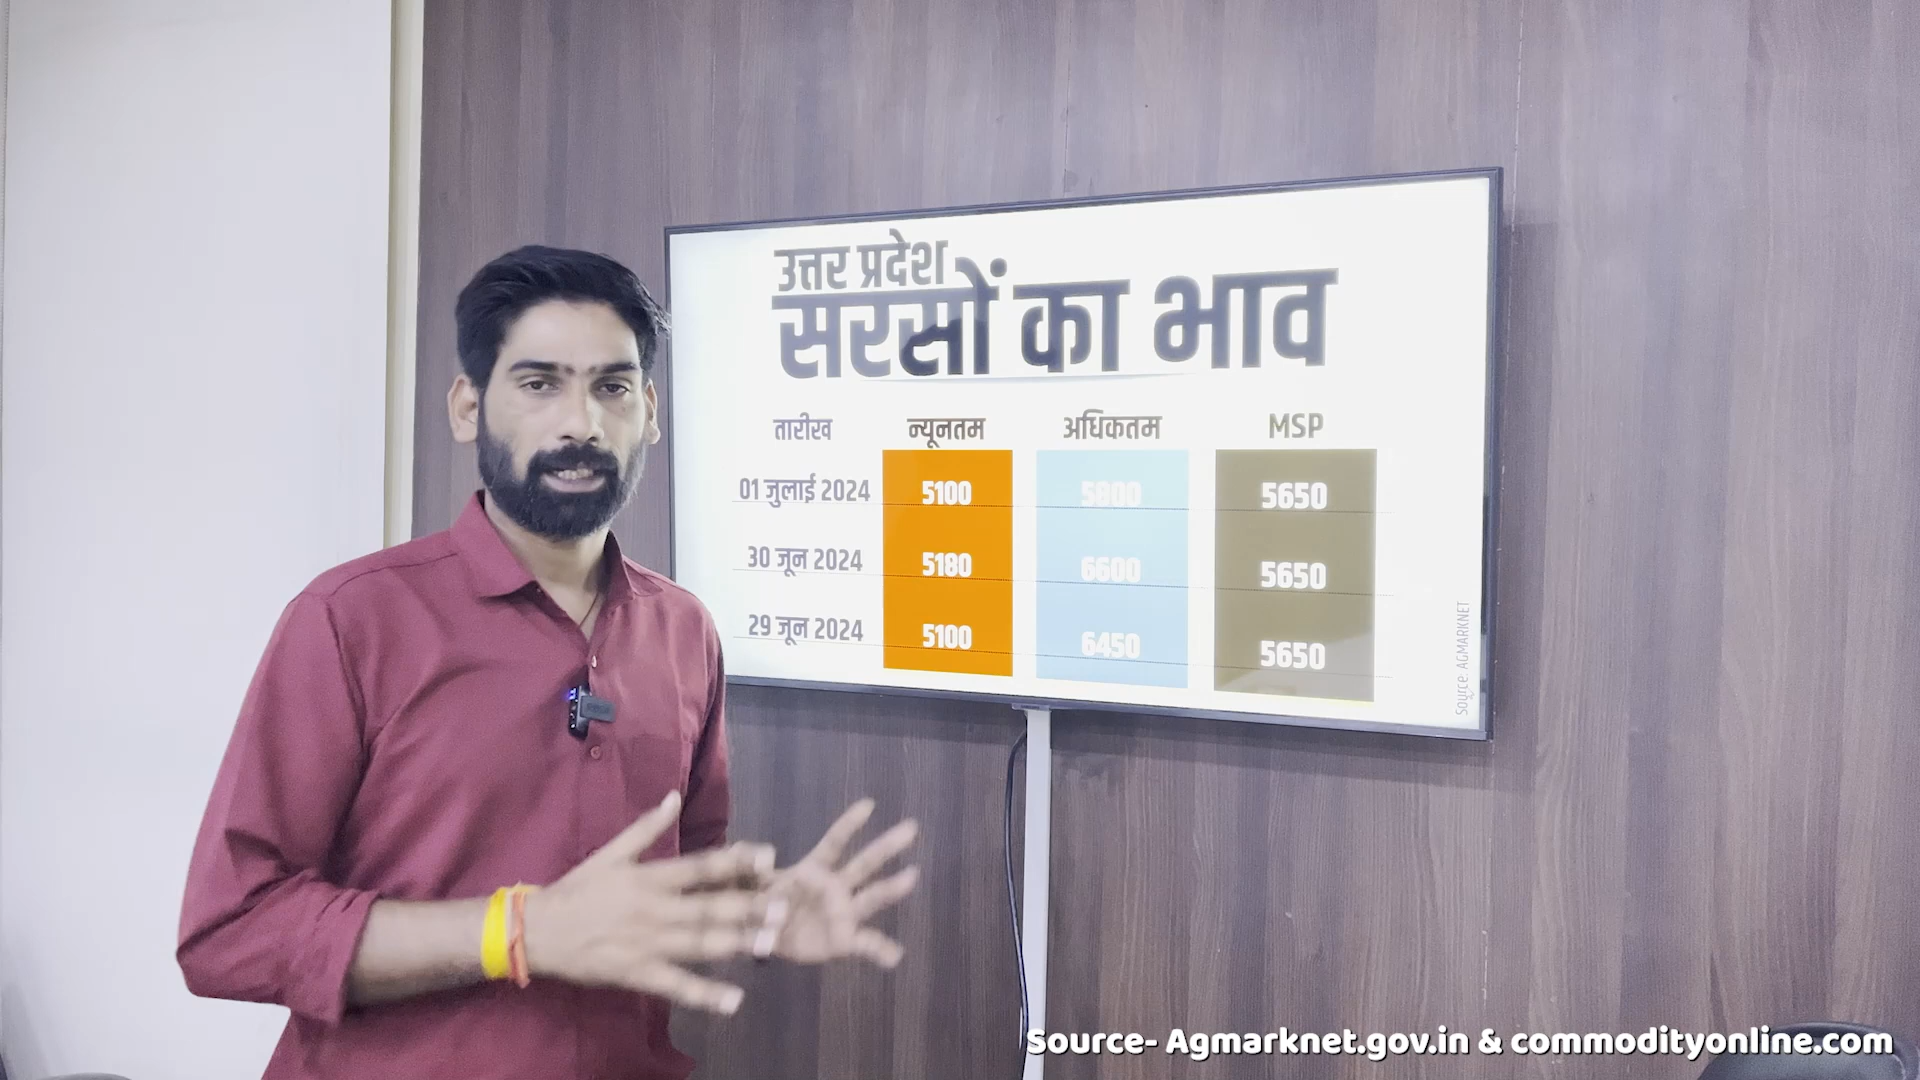 उत्तर प्रदेश
सरसों का भाव
तारीख न्यूनतम अधिकतम MSP
01 जुलाई 2024 5100 5800 5650
30 जून 2024 5180 6600 5650
29 जून 2024 5100 6450 5650
Source: AGMARKNET
Source- Agmarknet.gov.in & commodityonline.com